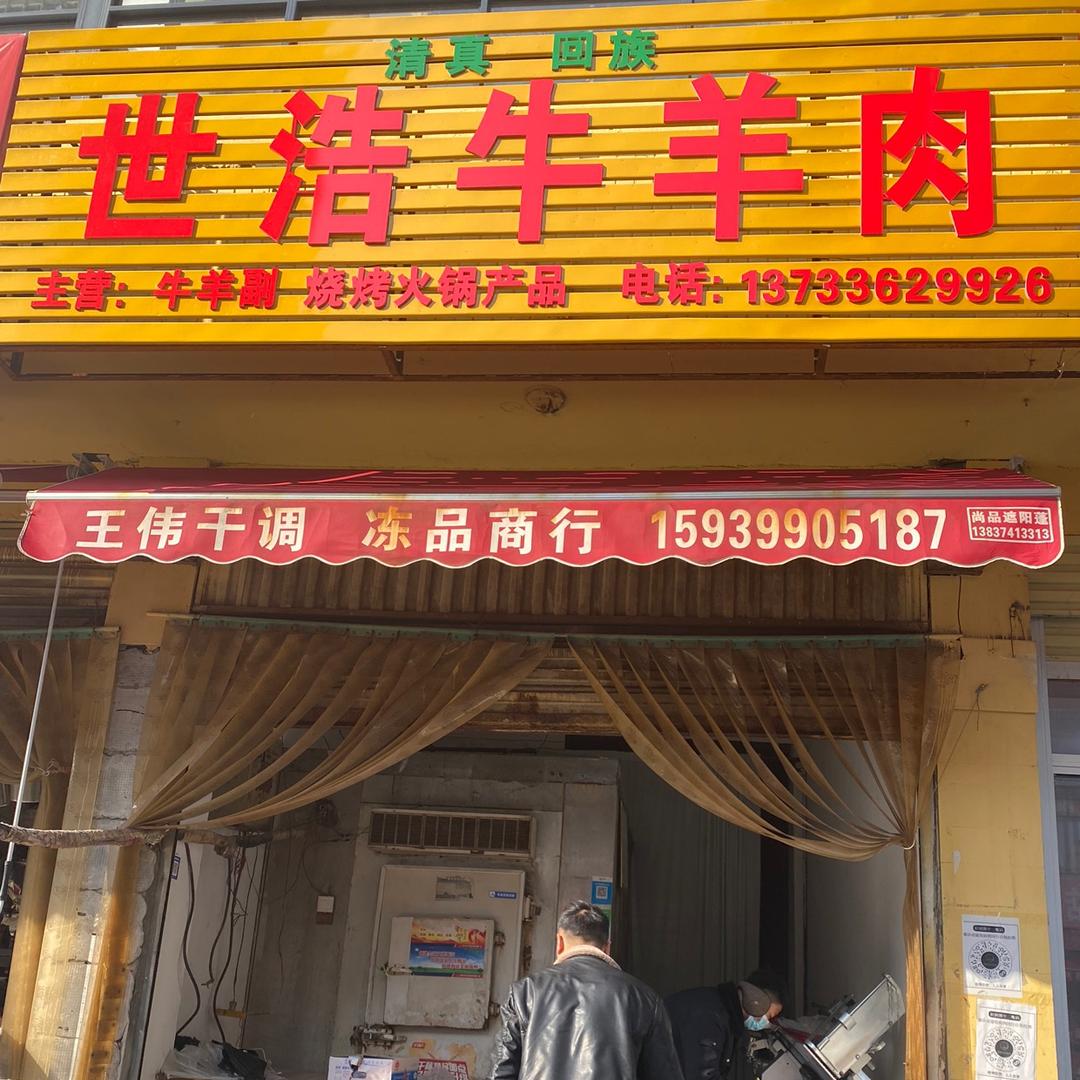 清真 回族
世浩牛羊肉
主营：牛羊副 烧烤火锅产品 电话：13733629926
王伟干调 冻品商行 15939905187
尚品遮阳蓬
13837413313